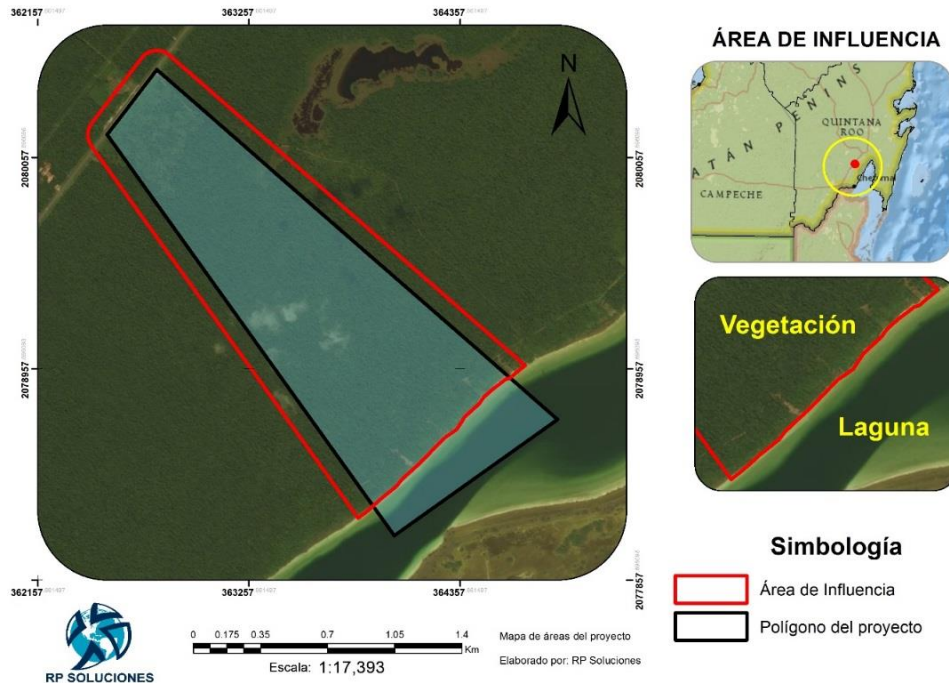 362157
363257
364357
ÁREA DE INFLUENCIA
N
ATÁN PENINS
QUINTANA
ROO
CAMPECHE
2080057
2080057
2078957
2078957
Vegetación
Laguna
Simbología
Área de Influencia
Polígono del proyecto
362157
363257
364357
2077857
RP SOLUCIONES
0 0.175 0.35 0.7 1.05 1.4
Km
Escala: 1:17,393
Mapa de áreas del proyecto
Elaborado por: RP Soluciones